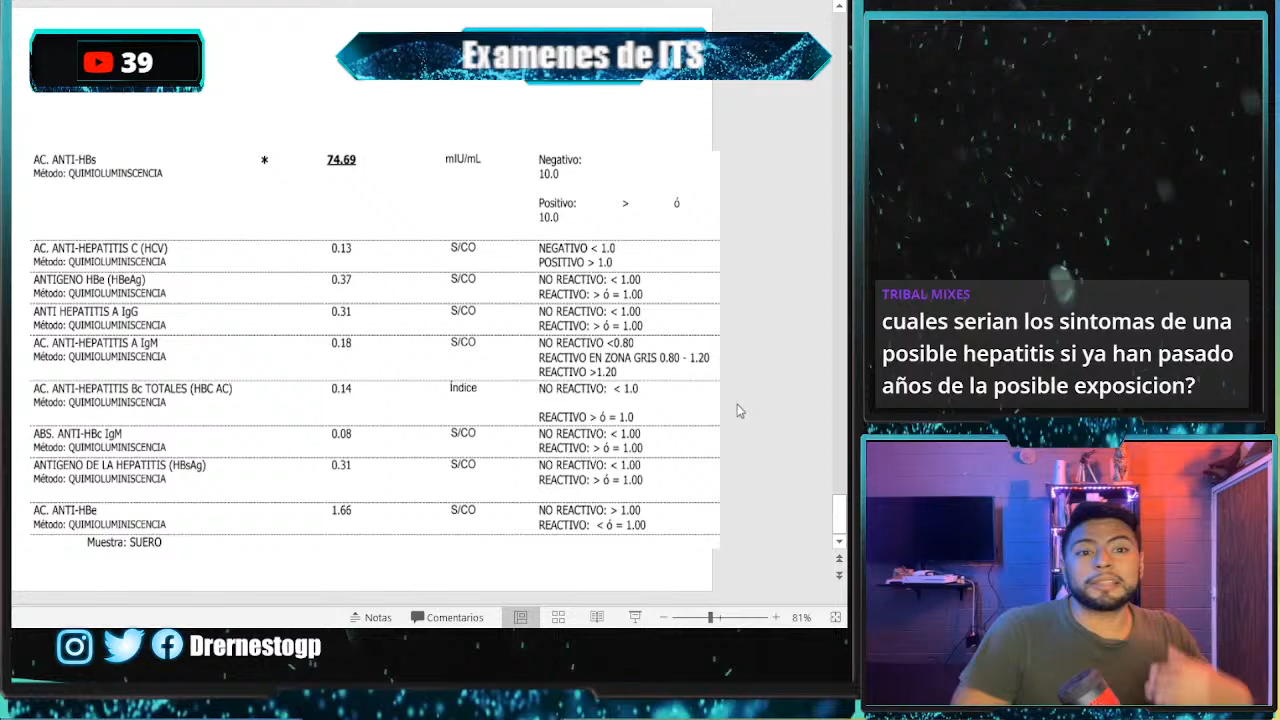 39
Examenes de ITS
AC. ANTI-HBs * 74.69 mIU/mL Negativo:
Método: QUIMIOLUMINSCENCIA 10.0
Positivo: > ó
10.0
AC. ANTI-HEPATITIS C (HCV) 0.13 S/CO NEGATIVO < 1.0
Método: QUIMIOLUMINISCENCIA POSITIVO > 1.0
ANTIGENO HBe (HBeAg) 0.37 S/CO NO REACTIVO: < 1.00
Método: QUIMIOLUMINISCENCIA REACTIVO: > ó = 1.00
ANTI HEPATITIS A IgG 0.31 S/CO NO REACTIVO: < 1.00
Método: QUIMIOLUMINISCENCIA REACTIVO: > ó = 1.00
AC. ANTI-HEPATITIS A IgM 0.18 S/CO NO REACTIVO <0.80
Método: QUIMIOLUMINISCENCIA REACTIVO EN ZONA GRIS 0.80 - 1.20
REACTIVO >1.20
AC. ANTI-HEPATITIS Bc TOTALES (HBC AC) 0.14 Índice NO REACTIVO: < 1.0
Método: QUIMIOLUMINISCENCIA
REACTIVO > ó = 1.0
ABS. ANTI-HBc IgM 0.08 S/CO NO REACTIVO: < 1.00
Método: QUIMIOLUMINISCENCIA REACTIVO: > ó = 1.00
ANTIGENO DE LA HEPATITIS (HBsAg) 0.31 S/CO NO REACTIVO: < 1.00
Método: QUIMIOLUMINISCENCIA REACTIVO: > ó = 1.00
AC. ANTI-HBe 1.66 S/CO NO REACTIVO: > 1.00
Método: QUIMIOLUMINISCENCIA REACTIVO: < ó = 1.00
Muestra: SUERO
Notas Comentarios 81%
Drernestogp
TRIBAL MIXES
cuales serian los sintomas de una
posible hepatitis si ya han pasado
años de la posible exposicion?